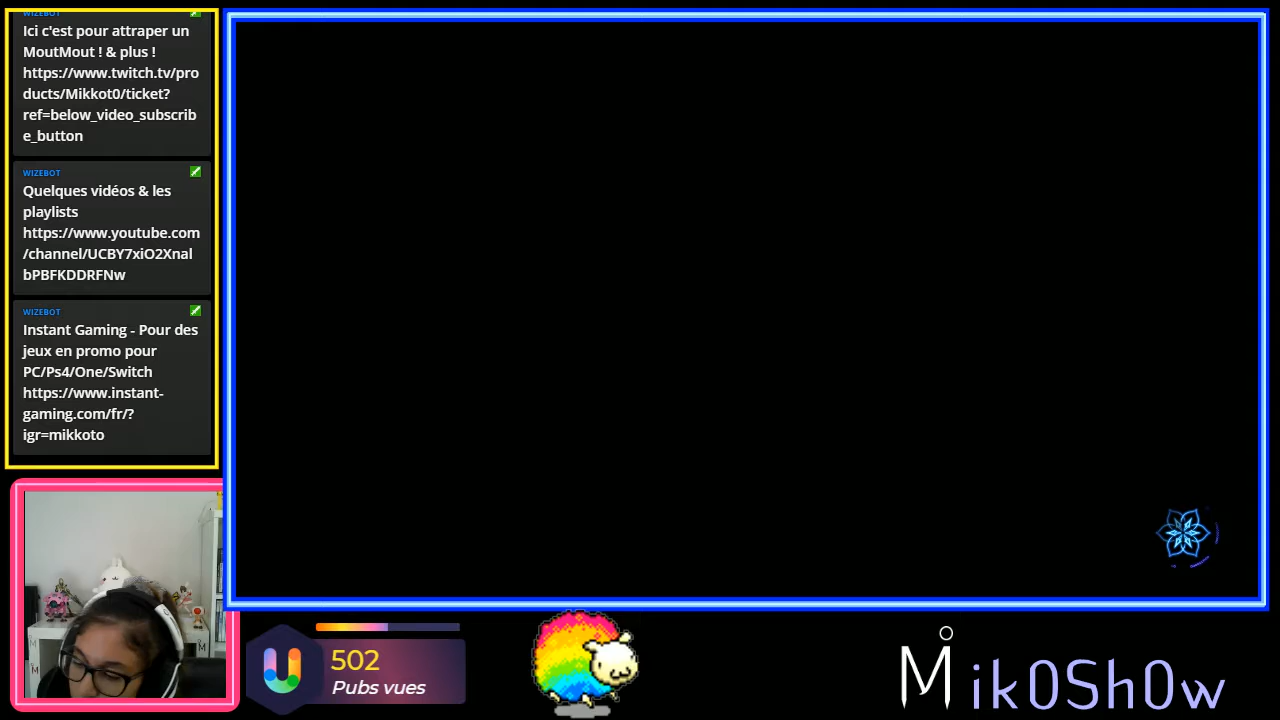 WIZEBOT
Ici c'est pour attraper un
MoutMout ! & plus !
https://www.twitch.tv/pro
ducts/Mikkot0/ticket?
ref=below_video_subscrib
e_button
WIZEBOT
Quelques vidéos & les
playlists
https://www.youtube.com
/channel/UCBY7xiO2Xnal
bPBFKDDRFNw
WIZEBOT
Instant Gaming - Pour des
jeux en promo pour
PC/Ps4/One/Switch
https://www.instant-
gaming.com/fr/?
igr=mikkoto
502
Pubs vues
MikOShOw